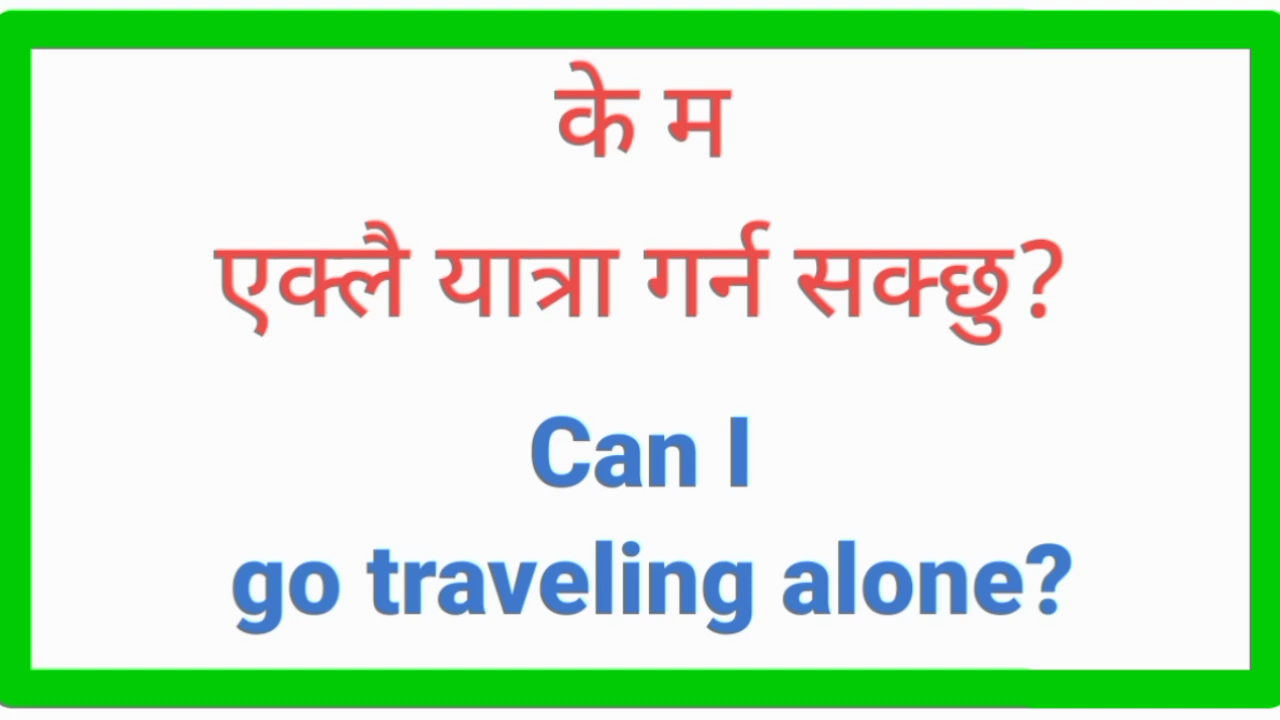 के म
एक्लै यात्रा गर्न सक्छु?
Can I
go traveling alone?